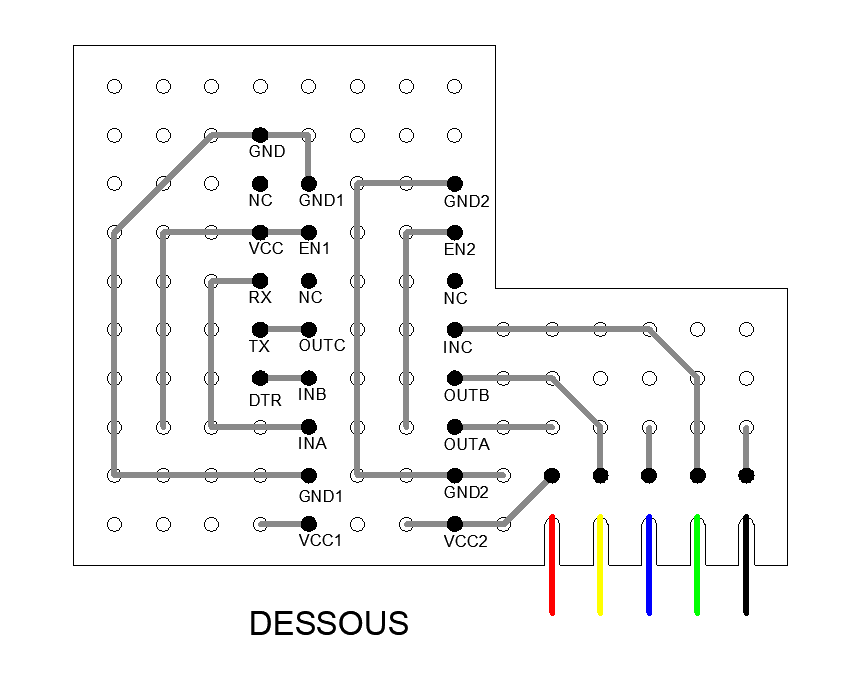 GND
NC
GND1
GND2
VCC
EN1
EN2
RX
NC
NC
TX
OUTC
INC
DTR
INB
OUTB
INA
OUTA
GND1
GND2
VCC1
VCC2
DESSOUS